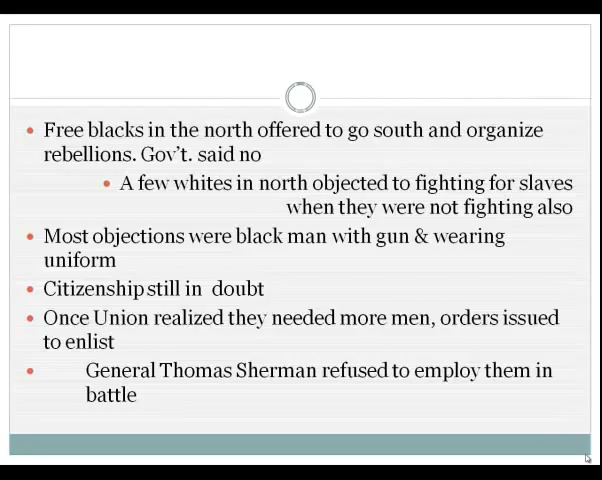 Free blacks in the north offered to go south and organize
rebellions. Gov't. said no
A few whites in north objected to fighting for slaves
when they were not fighting also
Most objections were black man with gun & wearing
uniform
Citizenship still in doubt
Once Union realized they needed more men, orders issued
to enlist
General Thomas Sherman refused to employ them in
battle